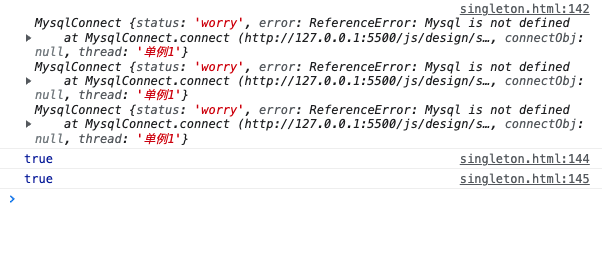 singleton.html:142
MysqlConnect {status: 'worry', error: ReferenceError: Mysql is not defined
at MysqlConnect.connect (http://127.0.0.1:5500/js/design/s…, connectObj:
null, thread: '单例1'}
MysqlConnect {status: 'worry', error: ReferenceError: Mysql is not defined
at MysqlConnect.connect (http://127.0.0.1:5500/js/design/s…, connectObj:
null, thread: '单例1'}
MysqlConnect {status: 'worry', error: ReferenceError: Mysql is not defined
at MysqlConnect.connect (http://127.0.0.1:5500/js/design/s…, connectObj:
null, thread: '单例1'}
true singleton.html:144
true singleton.html:145